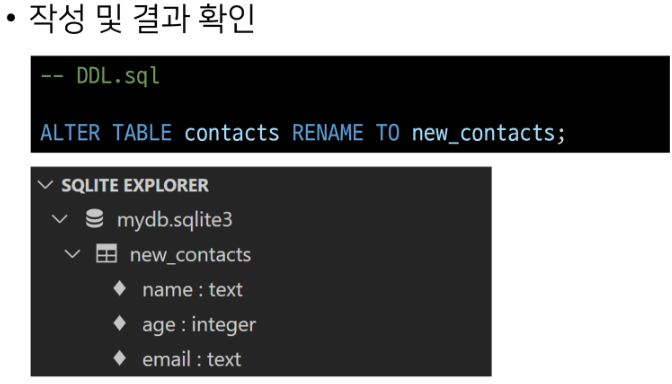 • 작성 및 결과 확인
-- DDL.sql
ALTER TABLE contacts RENAME TO new_contacts;
SQLITE EXPLORER
mydb.sqlite3
new_contacts
name : text
age : integer
email : text